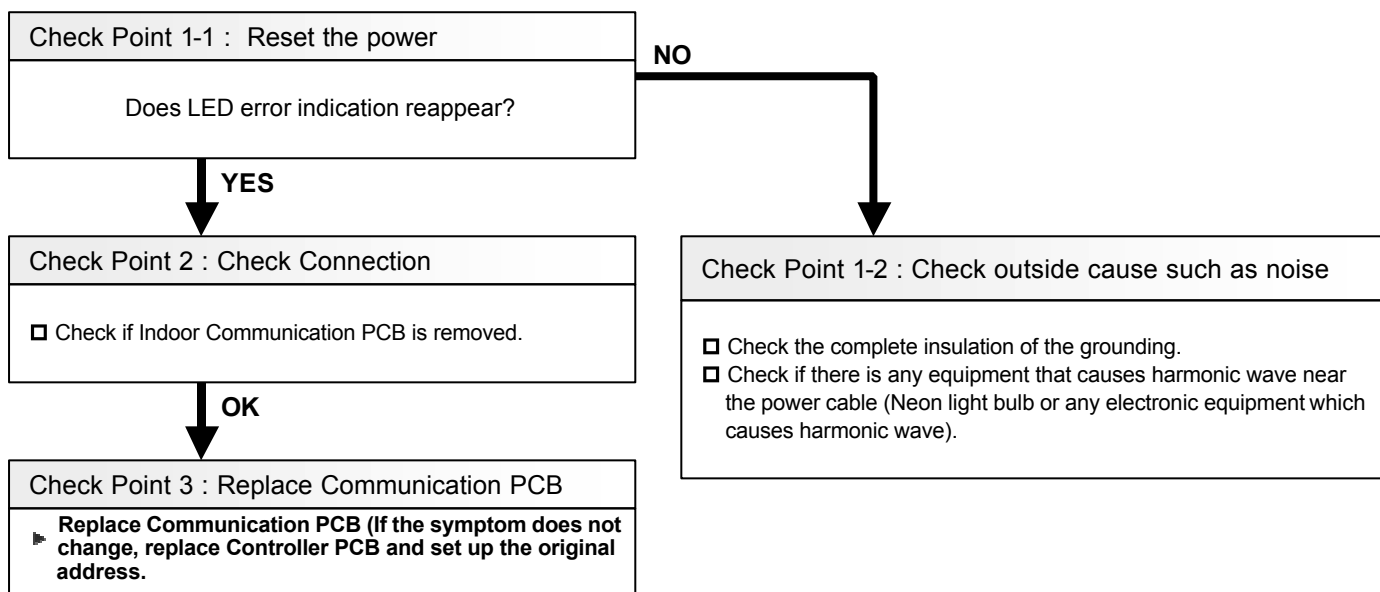 Check Point 1-1 : Reset the power
Does LED error indication reappear?
NO
YES
Check Point 2 : Check Connection
Check if Indoor Communication PCB is removed.
OK
Check Point 3 : Replace Communication PCB
Replace Communication PCB (If the symptom does not
change, replace Controller PCB and set up the original
address.
Check Point 1-2 : Check outside cause such as noise
Check the complete insulation of the grounding.
Check if there is any equipment that causes harmonic wave near
the power cable (Neon light bulb or any electronic equipment which
causes harmonic wave).